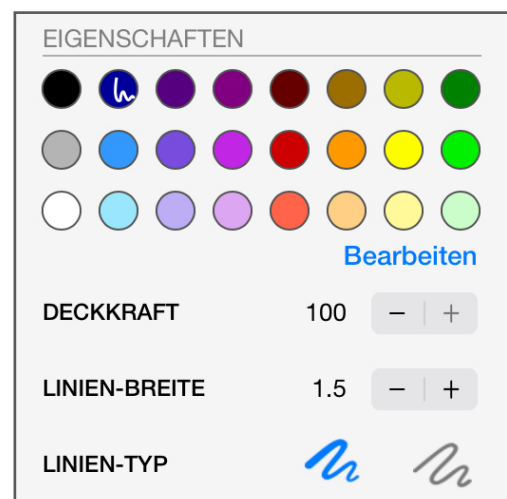 EIGENSCHAFTEN
Bearbeiten
DECKKRAFT 100 − +
LINIEN-BREITE 1.5 − +
LINIEN-TYP